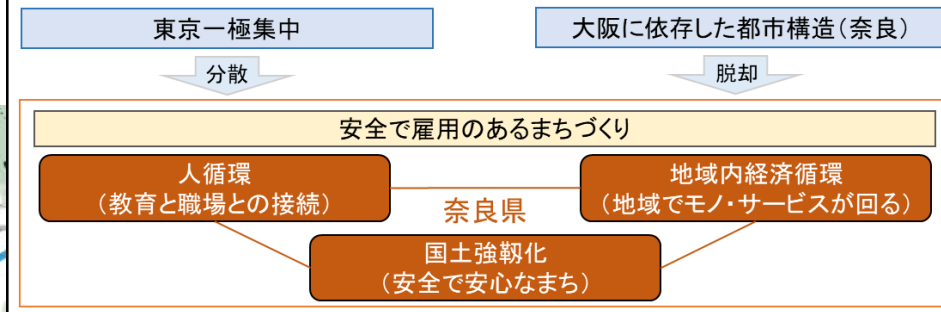 東京一極集中
大阪に依存した都市構造（奈良）
分散
脱却
安全で雇用のあるまちづくり
人循環
（教育と職場との接続）
地域内経済循環
（地域でモノ・サービスが回る）
奈良県
国土強靱化
（安全で安心なまち）